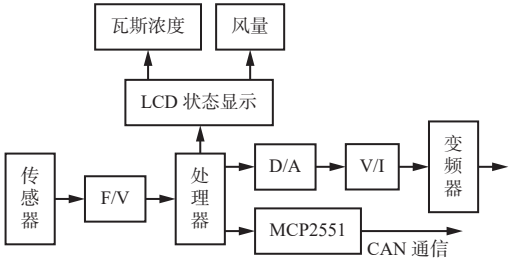 瓦斯浓度
风量
LCD 状态显示
传感器
F/V
处理器
D/A
V/I
变频器
MCP2551
CAN 通信